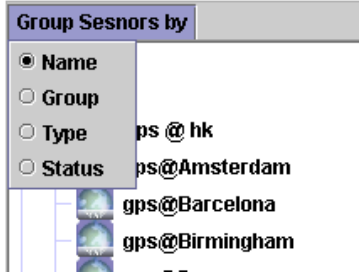 Group Sesnors by
Name
Group
Type
ps @ hk
Status
ps@Amsterdam
gps@Barcelona
gps@Birmingham